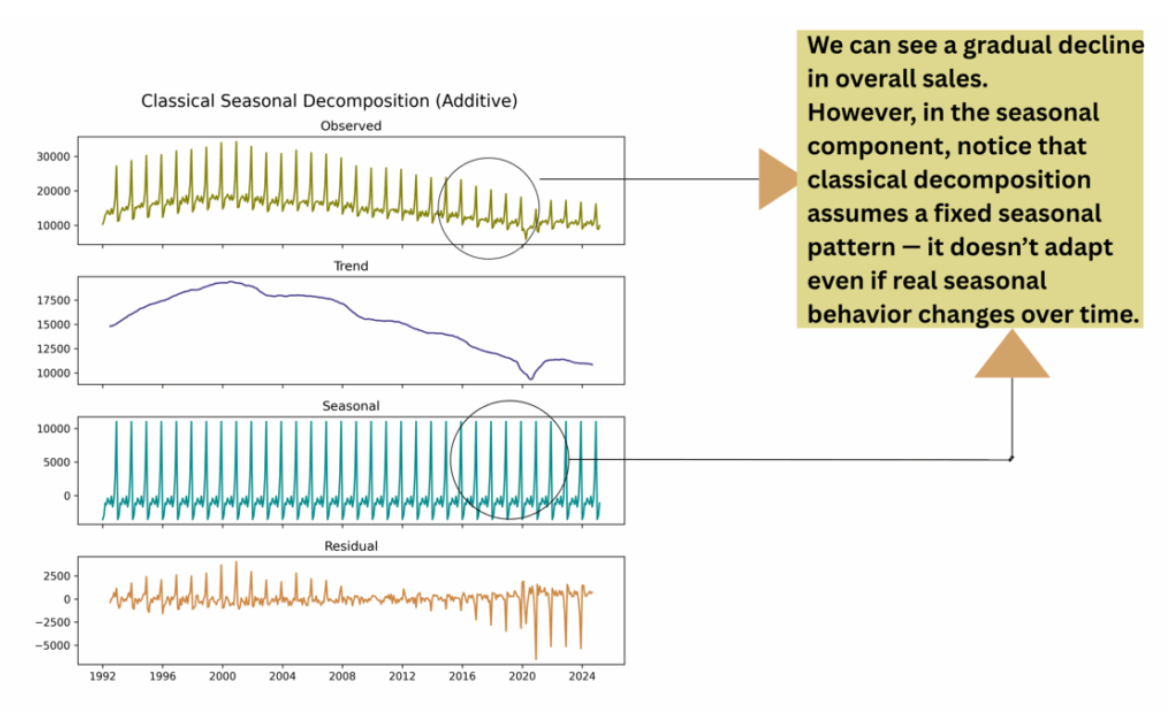 Classical Seasonal Decomposition (Additive)
Observed
30000
20000
10000
Trend
17500
15000
12500
10000
Seasonal
10000
5000
0
Residual
2500
0
−2500
−5000
1992 1996 2000 2004 2008 2012 2016 2020 2024
We can see a gradual decline
in overall sales.
However, in the seasonal
component, notice that
classical decomposition
assumes a fixed seasonal
pattern — it doesn’t adapt
even if real seasonal
behavior changes over time.